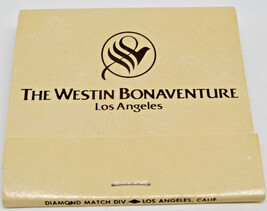 THE WESTIN BONAVENTURE
Los Angeles
DIAMOND MATCH DIV. LOS ANGELES, CALIF.